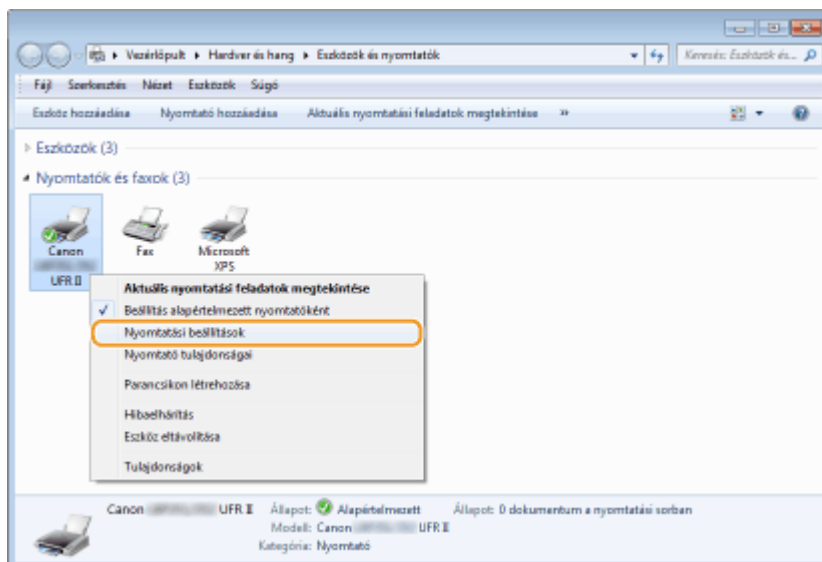 Vezérlőpult ▸ Hardver és hang ▸ Eszközök és nyomtatók
Keresés: Eszközök és...
Fájl Szerkesztés Nézet Eszközök Súgó
Eszköz hozzáadása Nyomtató hozzáadása Aktuális nyomtatási feladatok megtekintése »
Eszközök (3)
Nyomtatók és faxok (3)
Canon
UFR II
Fax
Microsoft
XPS
Aktuális nyomtatási feladatok megtekintése
Beállítás alapértelmezett nyomtatóként
Nyomtatási beállítások
Nyomtató tulajdonságai
Parancsikon létrehozása
Hibaelhárítás
Eszköz eltávolítása
Tulajdonságok
Canon UFR II Állapot: Alapértelmezett Állapot: 0 dokumentum a nyomtatási sorban
Modell: Canon UFR II
Kategória: Nyomtató